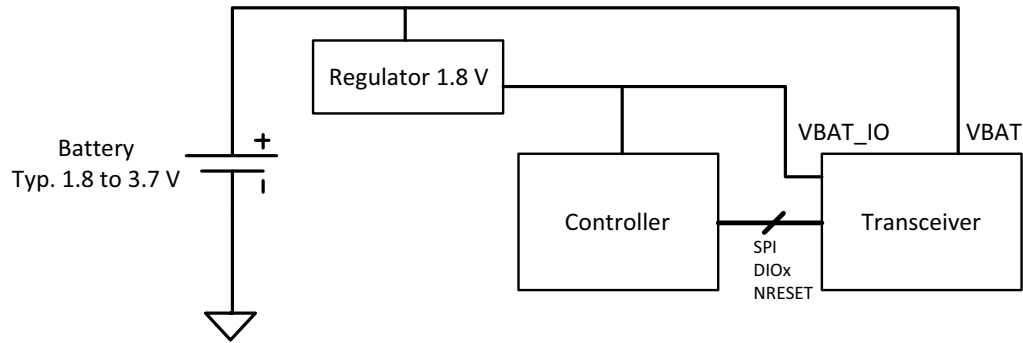 Regulator 1.8 V
Battery
Typ. 1.8 to 3.7 V
+
VBAT_IO
VBAT
Controller
Transceiver
SPI
DIOx
NRESET